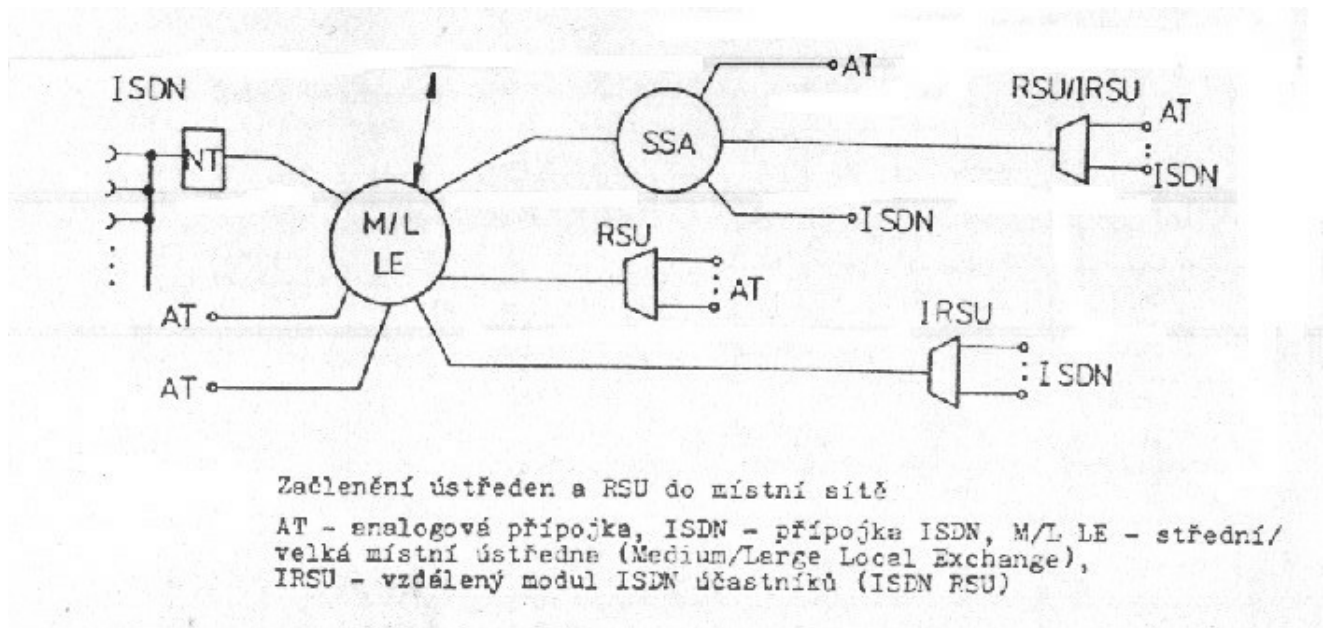 ISDN
NT
M/L
LE
AT
AT
SSA
AT
ISDN
RSU/IRSU
AT
ISDN
RSU
AT
IRSU
ISDN
Začlenění ústředen a RSU do místní sítě
AT - analogová přípojka, ISDN - přípojka ISDN, M/L LE - střední/
velká místní ústředna (Medium/Large Local Exchange),
IRSU - vzdálený modul ISDN účastníků (ISDN RSU)